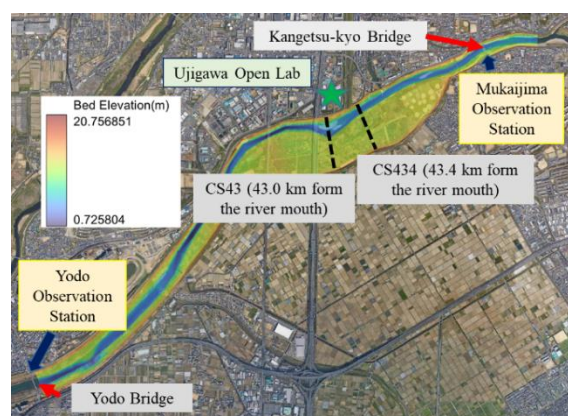 Kangetsu-kyo Bridge
Ujigawa Open Lab
Bed Elevation(m)
20.756851
0.725804
Mukaijima
Observation
Station
CS43 (43.0 km form
the river mouth)
CS434 (43.4 km form
the river mouth)
Yodo
Observation
Station
Yodo Bridge